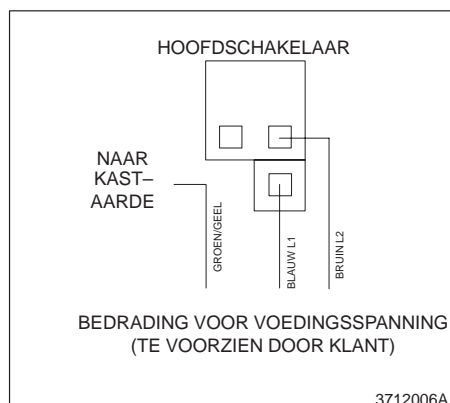 HOOFDSCHAKELAAR
NAAR
KAST–
AARDE
GROEN/GEEL
BLAUW L1
BRUIN L2
BEDRADING VOOR VOEDINGSSPANNING
(TE VOORZIEN DOOR KLANT)
3712006A